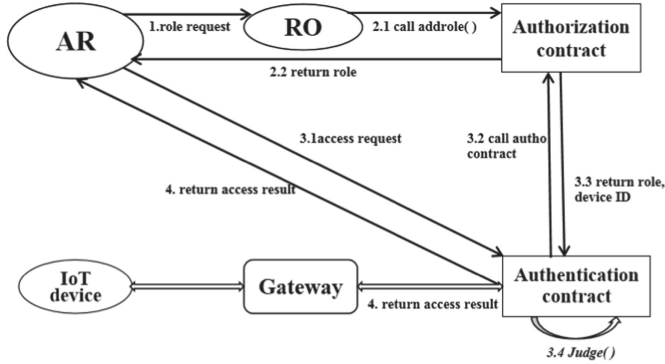 AR
1.role request
RO
2.1 call addrole( )
Authorization
contract
2.2 return role
3.1access request
3.2 call autho
contract
3.3 return role,
device ID
4. return access result
IoT
device
Gateway
4. return access result
Authentication
contract
3.4 Judge( )